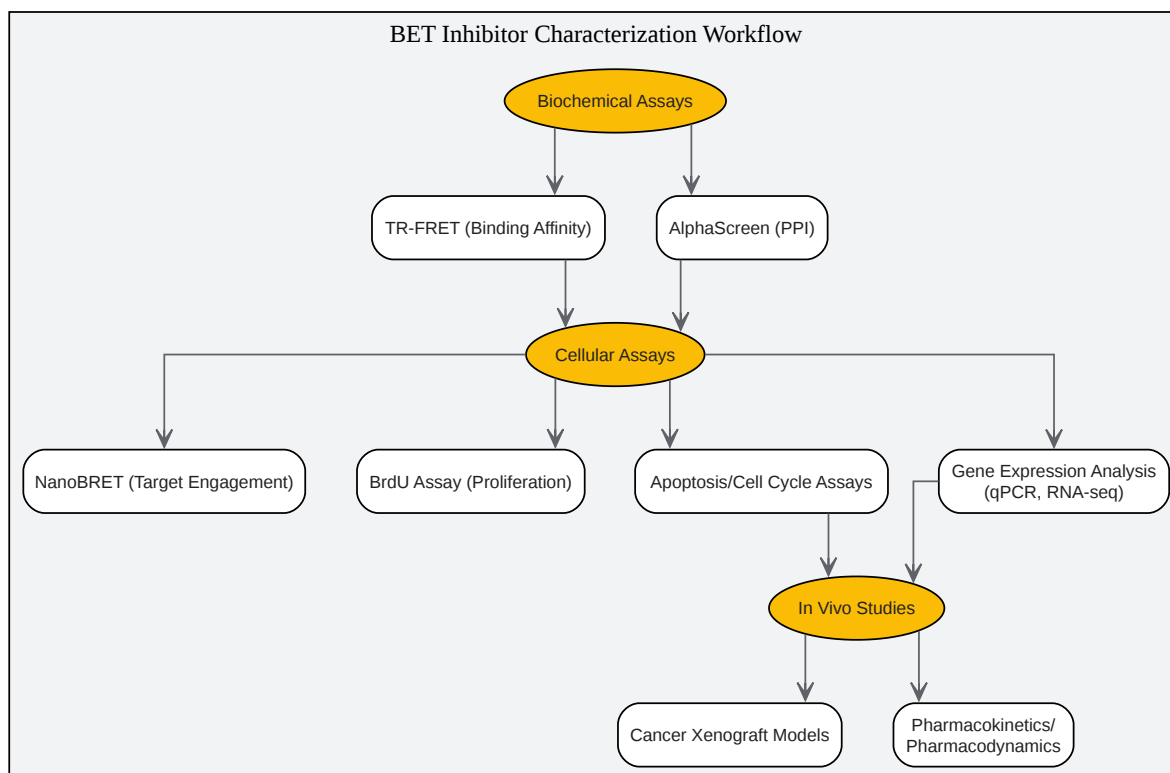 BET Inhibitor Characterization Workflow
Biochemical Assays
TR-FRET (Binding Affinity)
AlphaScreen (PPI)
Cellular Assays
NanoBRET (Target Engagement)
BrdU Assay (Proliferation)
Apoptosis/Cell Cycle Assays
Gene Expression Analysis
(qPCR, RNA-seq)
In Vivo Studies
Cancer Xenograft Models
Pharmacokinetics/
Pharmacodynamics